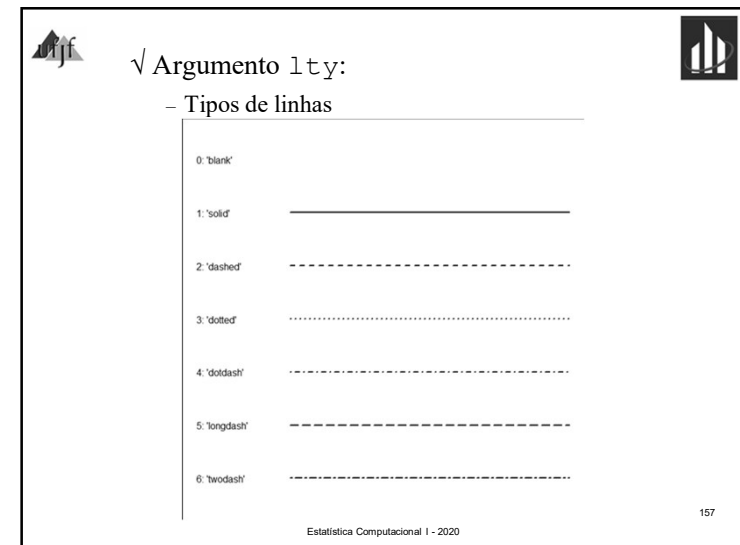 ufjf
√ Argumento lty:
– Tipos de linhas
0: 'blank'
1: 'solid'
2: 'dashed'
3: 'dotted'
4: 'dotdash'
5: 'longdash'
6: 'twodash'
157
Estatística Computacional I - 2020